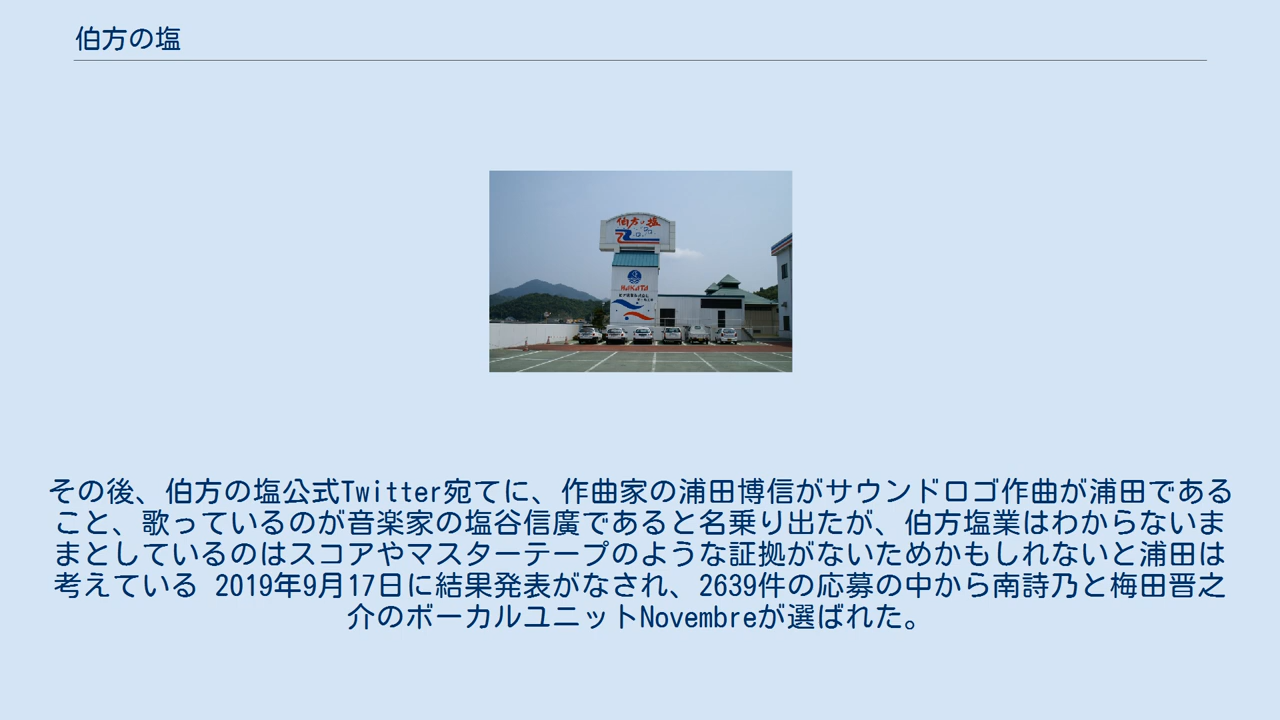 伯方の塩
伯方の塩
HAKATA
その後、伯方の塩公式Twitter宛てに、作曲家の浦田博信がサウンドロゴ作曲が浦田である
こと、歌っているのが音楽家の塩谷信廣であると名乗り出たが、伯方塩業はわからないま
まとしているのはスコアやマスターテープのような証拠がないためかもしれないと浦田は
考えている 2019年9月17日に結果発表がなされ、2639件の応募の中から南詩乃と梅田晋之
介のボーカルユニットNovembreが選ばれた。